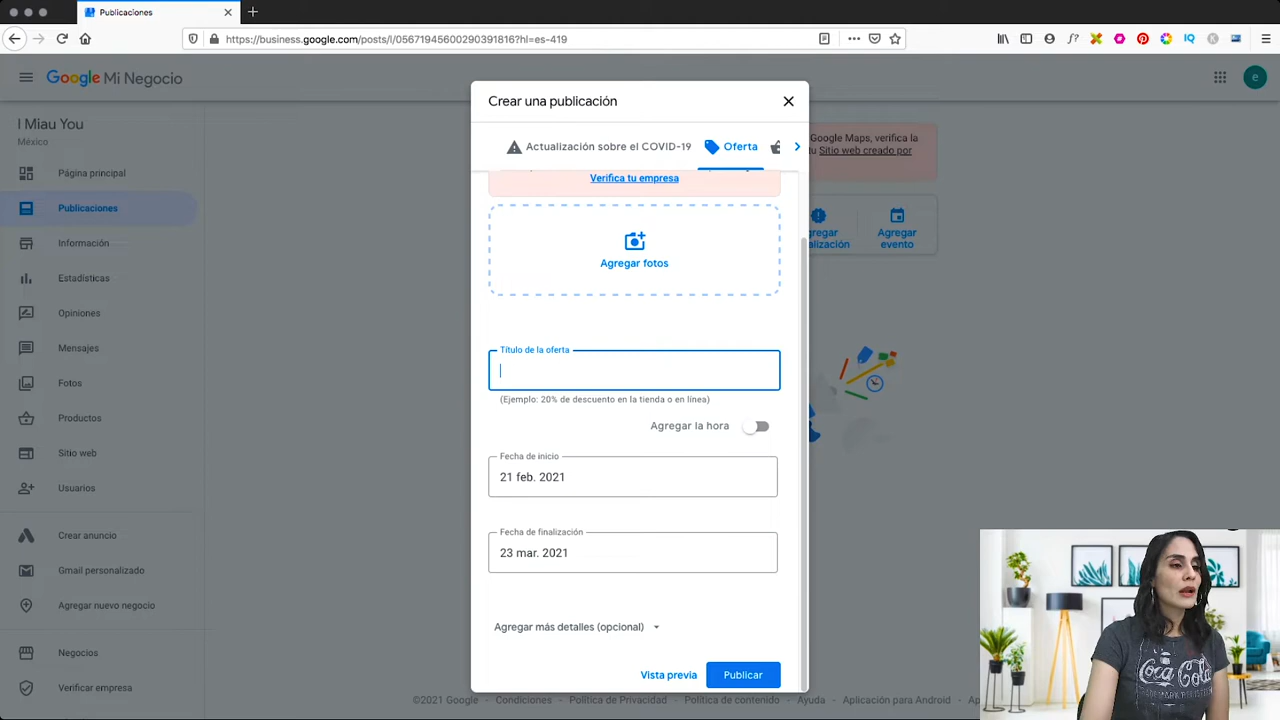 Publicaciones
https://business.google.com/posts/l/05671945600290391816?hl=es-419
Google Mi Negocio
e
I Miau You
México
Página principal
Publicaciones
Información
Estadísticas
Opiniones
Mensajes
Fotos
Productos
Sitio web
Usuarios
Crear anuncio
Gmail personalizado
Agregar nuevo negocio
Negocios
Verificar empresa
Crear una publicación
Actualización sobre el COVID-19
Oferta
Verifica tu empresa
Agregar fotos
Título de la oferta
(Ejemplo: 20% de descuento en la tienda o en línea)
Agregar la hora
Fecha de inicio
21 feb. 2021
Fecha de finalización
23 mar. 2021
Agregar más detalles (opcional)
Vista previa
Publicar
Google Maps, verifica la
tu Sitio web creado por
gregar
ualización
Agregar
evento
©2021 Google · Condiciones · Política de Privacidad · Política de contenido · Ayuda · Aplicación para Android ·
Coca Cola